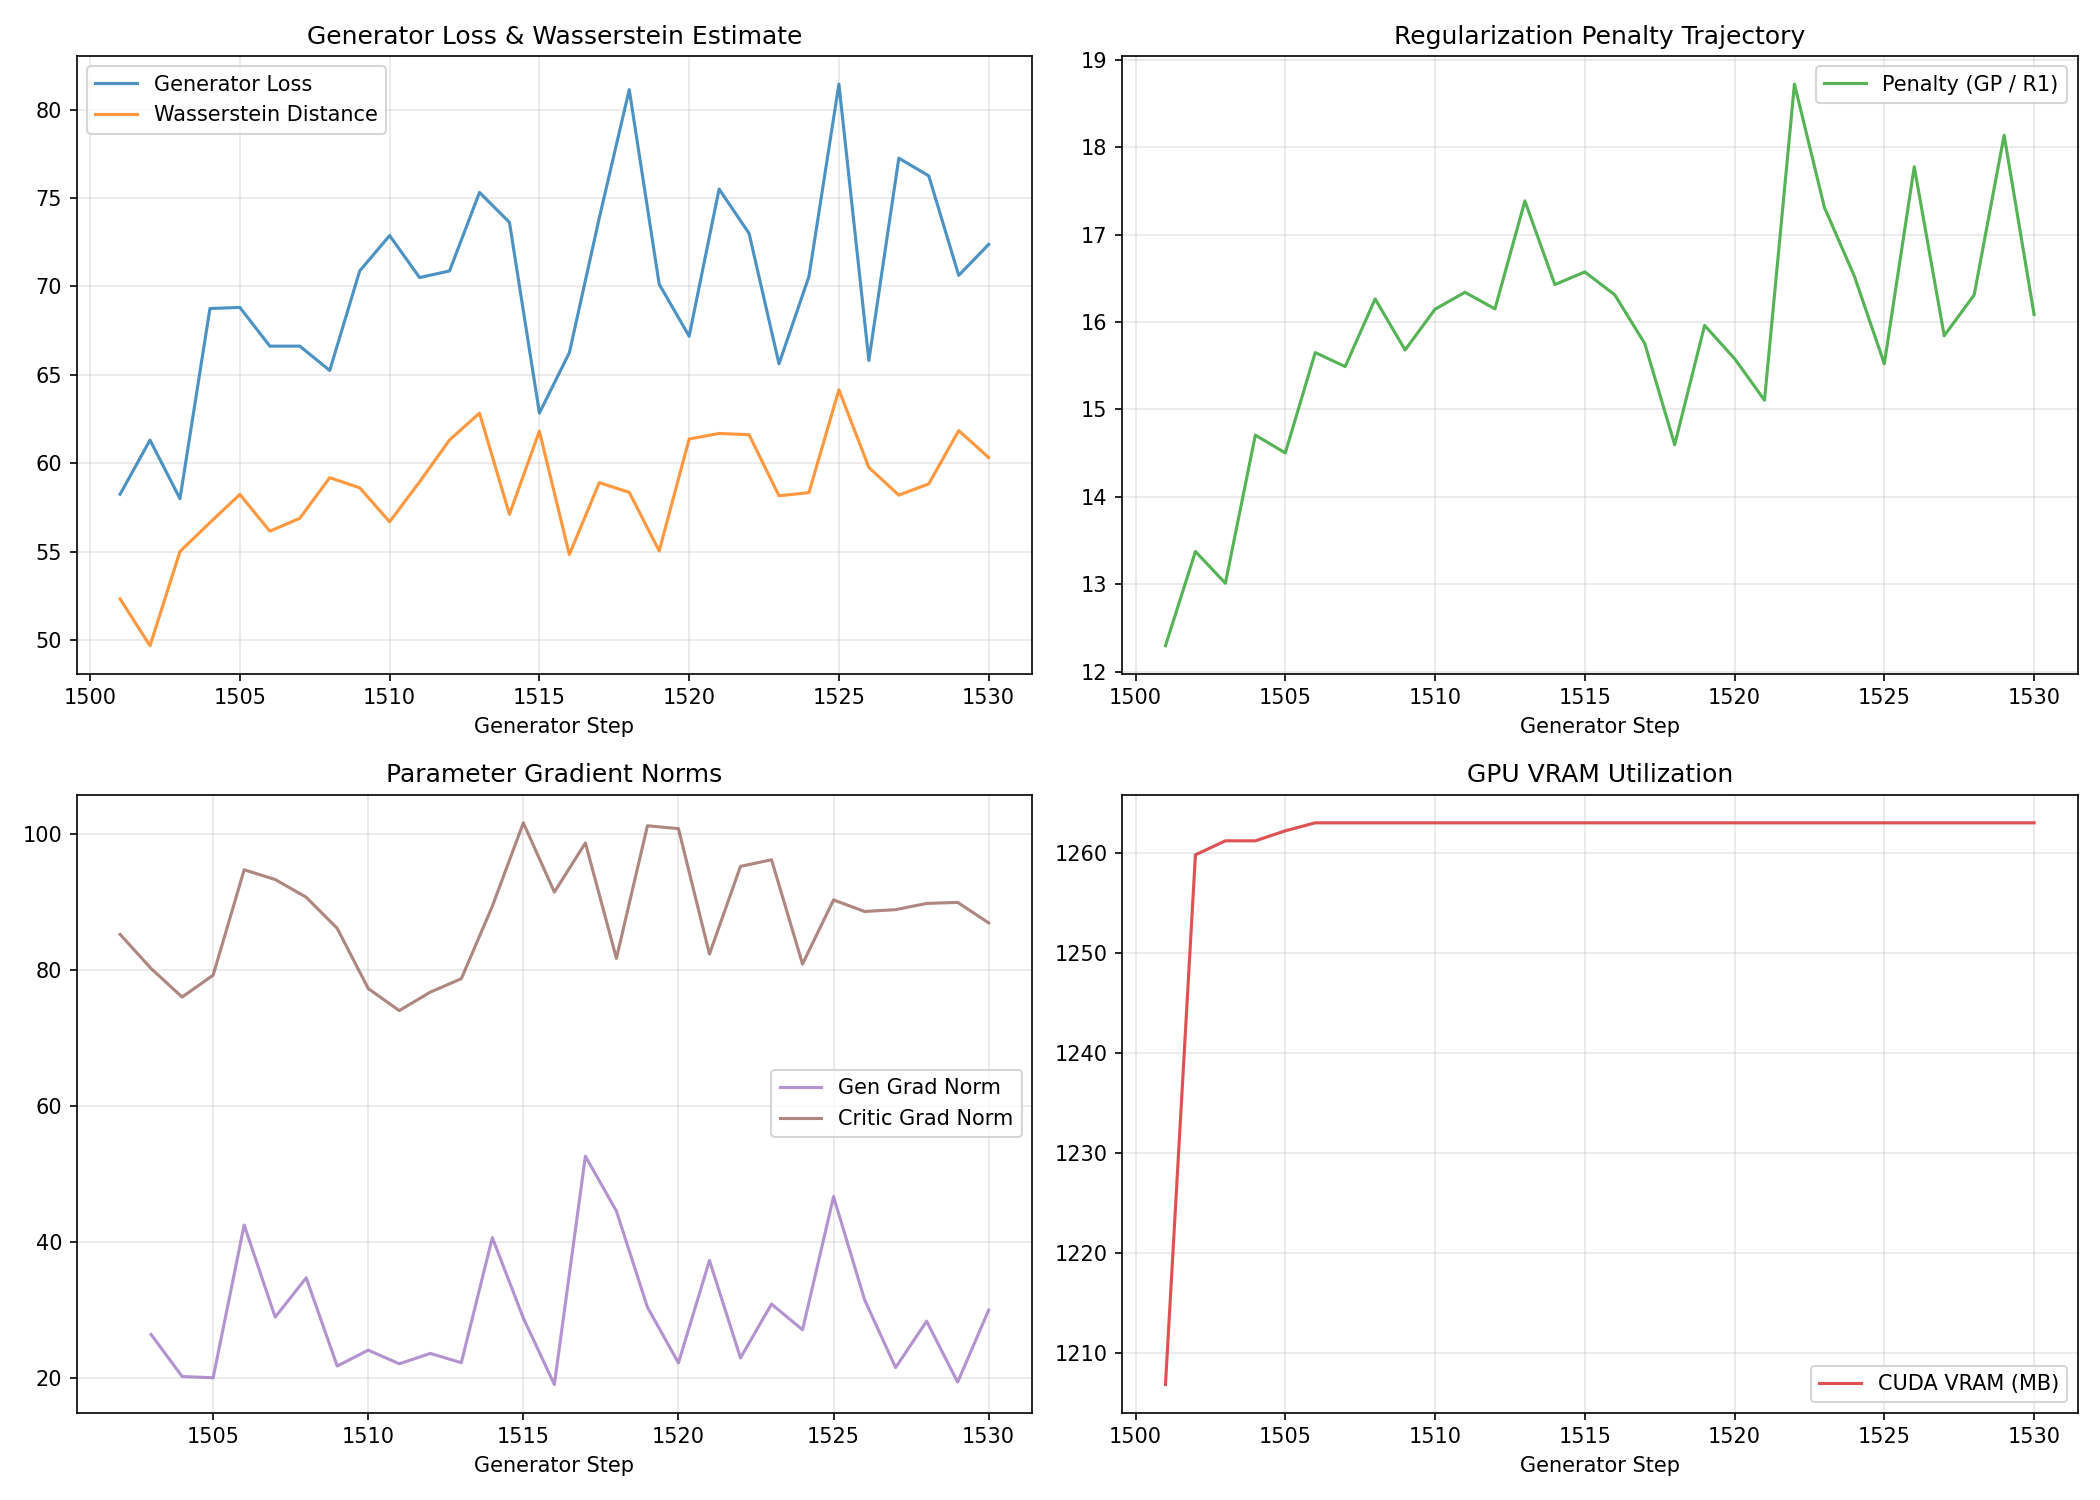 Generator Loss & Wasserstein Estimate
Generator Loss
Wasserstein Distance
80
75
70
65
60
55
50
1500 1505 1510 1515 1520 1525 1530
Generator Step
Regularization Penalty Trajectory
Penalty (GP / R1)
19
18
17
16
15
14
13
12
1500 1505 1510 1515 1520 1525 1530
Generator Step
Parameter Gradient Norms
100
80
60
40
20
Gen Grad Norm
Critic Grad Norm
1505 1510 1515 1520 1525 1530
Generator Step
GPU VRAM Utilization
1260
1250
1240
1230
1220
1210
CUDA VRAM (MB)
1500 1505 1510 1515 1520 1525 1530
Generator Step